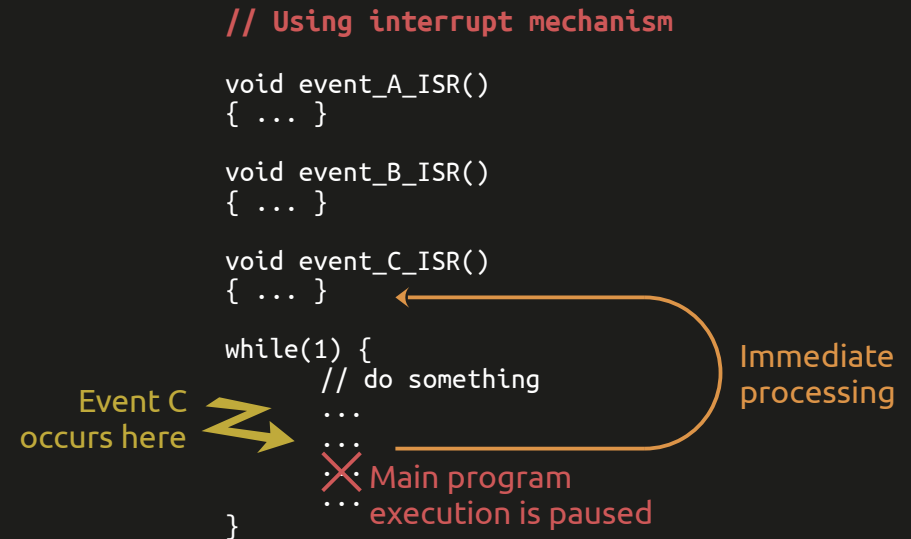 // Using interrupt mechanism
void event_A_ISR()
{ ... }
void event_B_ISR()
{ ... }
void event_C_ISR()
{ ... }
while(1) {
// do something
...
...
...
...
}
Event C
occurs here
Immediate
processing
Main program
execution is paused